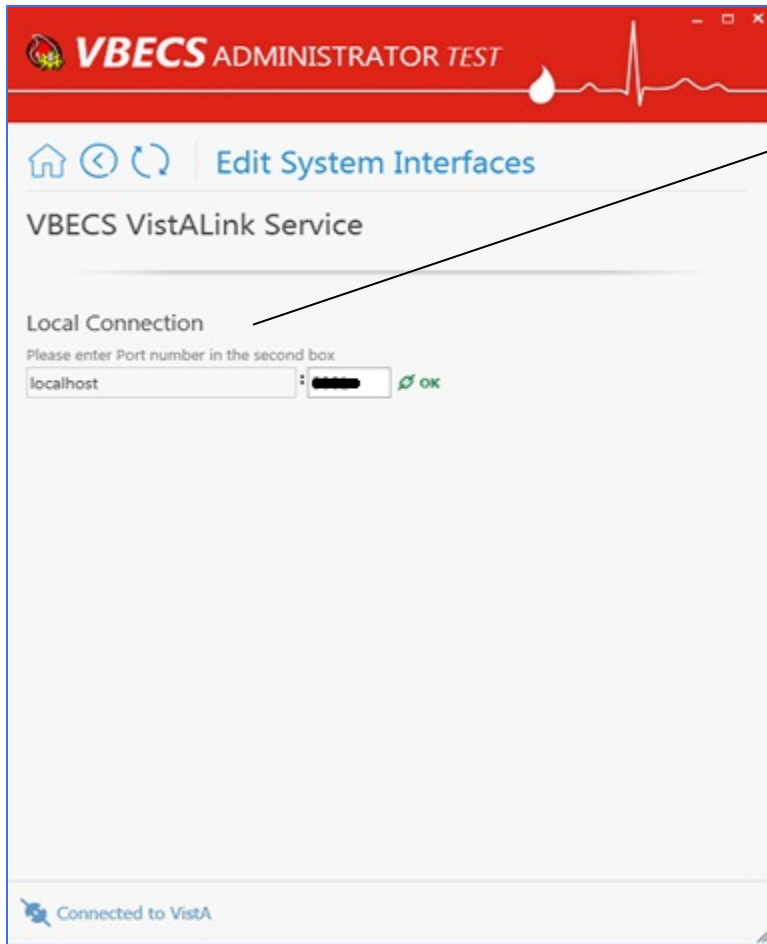 VBECS ADMINISTRATOR TEST
Edit System Interfaces
VBECS VistALink Service
Local Connection
Please enter Port number in the second box
localhost : OK
Connected to VistA